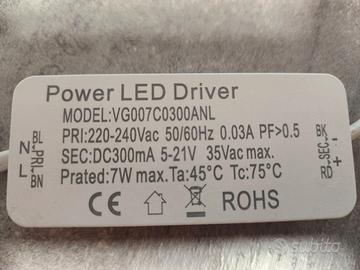 Power LED Driver
MODEL:VG007C0300ANL
PRI:220-240Vac 50/60Hz 0.03A PF>0.5
SEC:DC300mA 5-21V 35Vac max.
Prated:7W max.Ta:45°C Tc:75°C
CE ROHS
N BL
PRI
L BN
BK -
SEC
RD +
subito